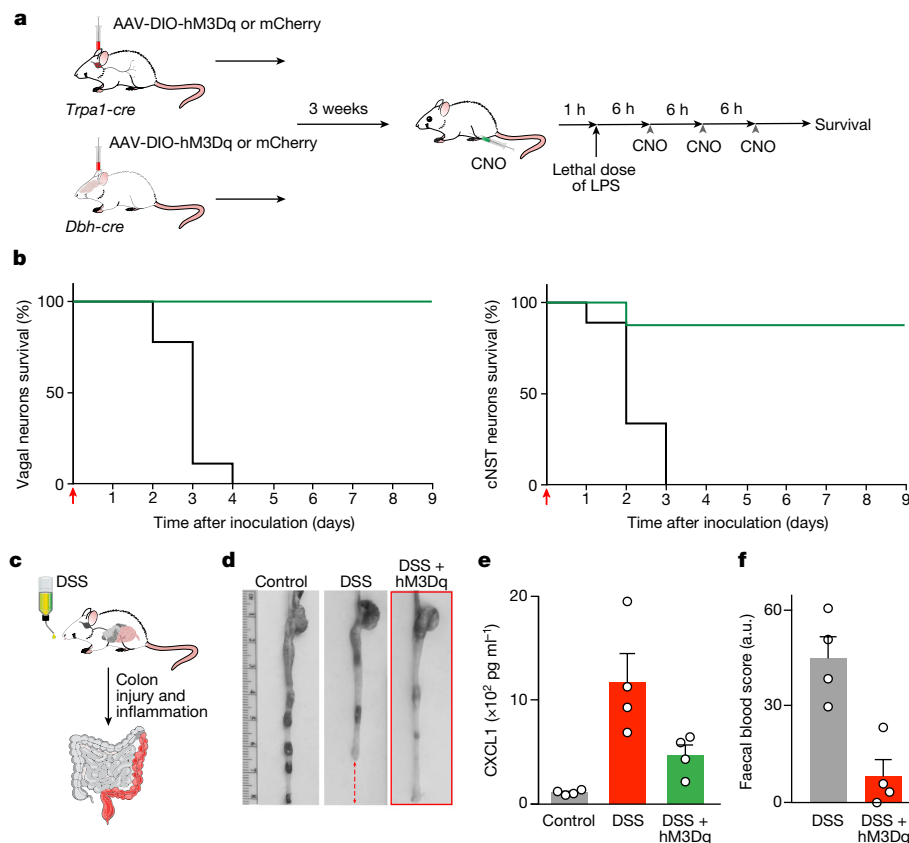 a
AAV-DIO-hM3Dq or mCherry
Trpa1-cre
AAV-DIO-hM3Dq or mCherry
Dbh-cre
3 weeks
CNO
1 h 6 h 6 h 6 h
Survival
CNO CNO CNO
Lethal dose
of LPS
b
Vagal neurons survival (%)
100
50
0
1 2 3 4 5 6 7 8 9
Time after inoculation (days)
cNST neurons survival (%)
100
50
0
1 2 3 4 5 6 7 8 9
Time after inoculation (days)
c
DSS
Colon
injury and
inflammation
d
Control
DSS
DSS +
hM3Dq
e
CXCL1 (×10² pg ml⁻¹)
20
10
0
Control
DSS
DSS +
hM3Dq
f
Faecal blood score (a.u.)
60
30
0
DSS
DSS +
hM3Dq